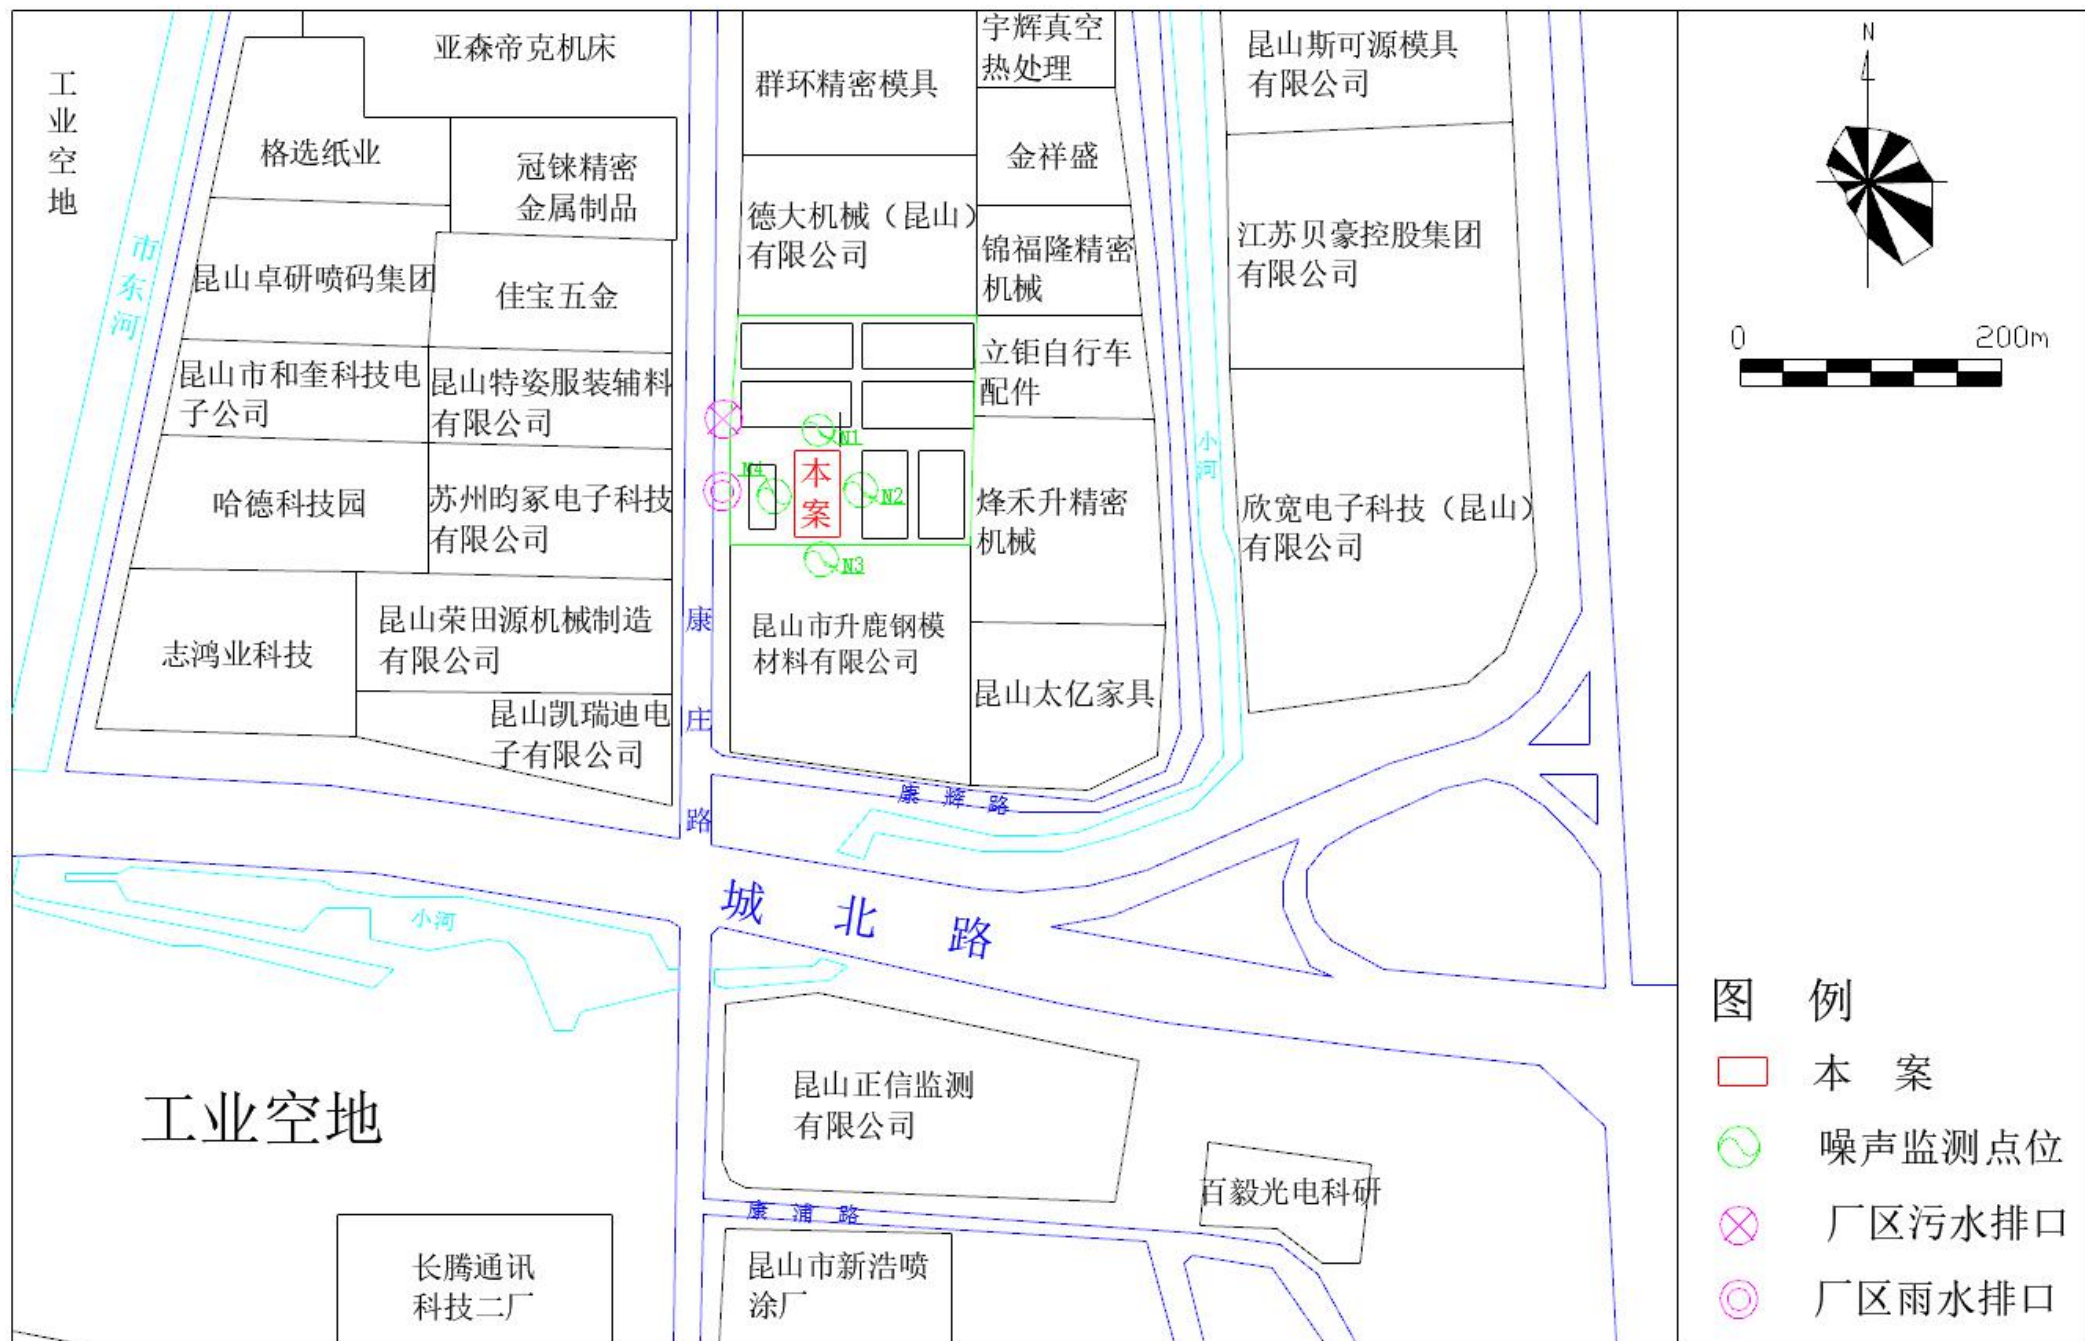 亚森帝克机床
工业空地
格选纸业
冠铼精密
金属制品
市东河
昆山卓研喷码集团
佳宝五金
昆山市和奎科技电
子公司
昆山特姿服装辅料
有限公司
哈德科技园
苏州昀冢电子科技
有限公司
志鸿业科技
昆山荣田源机械制造
有限公司
昆山凯瑞迪电
子有限公司
群环精密模具
宇辉真空
热处理
金祥盛
德大机械（昆山）
有限公司
锦福隆精密
机械
立钜自行车
配件
N1
N4
本案
N2
N3
烽禾升精密
机械
昆山市升鹿钢模
材料有限公司
昆山太亿家具
康庄路
康辉路
小河
昆山斯可源模具
有限公司
江苏贝豪控股集团
有限公司
欣宽电子科技（昆山）
有限公司
N
0 200m
城北路
小河
工业空地
昆山正信监测
有限公司
百毅光电科研
康浦路
长腾通讯
科技二厂
昆山市新浩喷
涂厂
图 例
本 案
噪声监测点位
厂区污水排口
厂区雨水排口